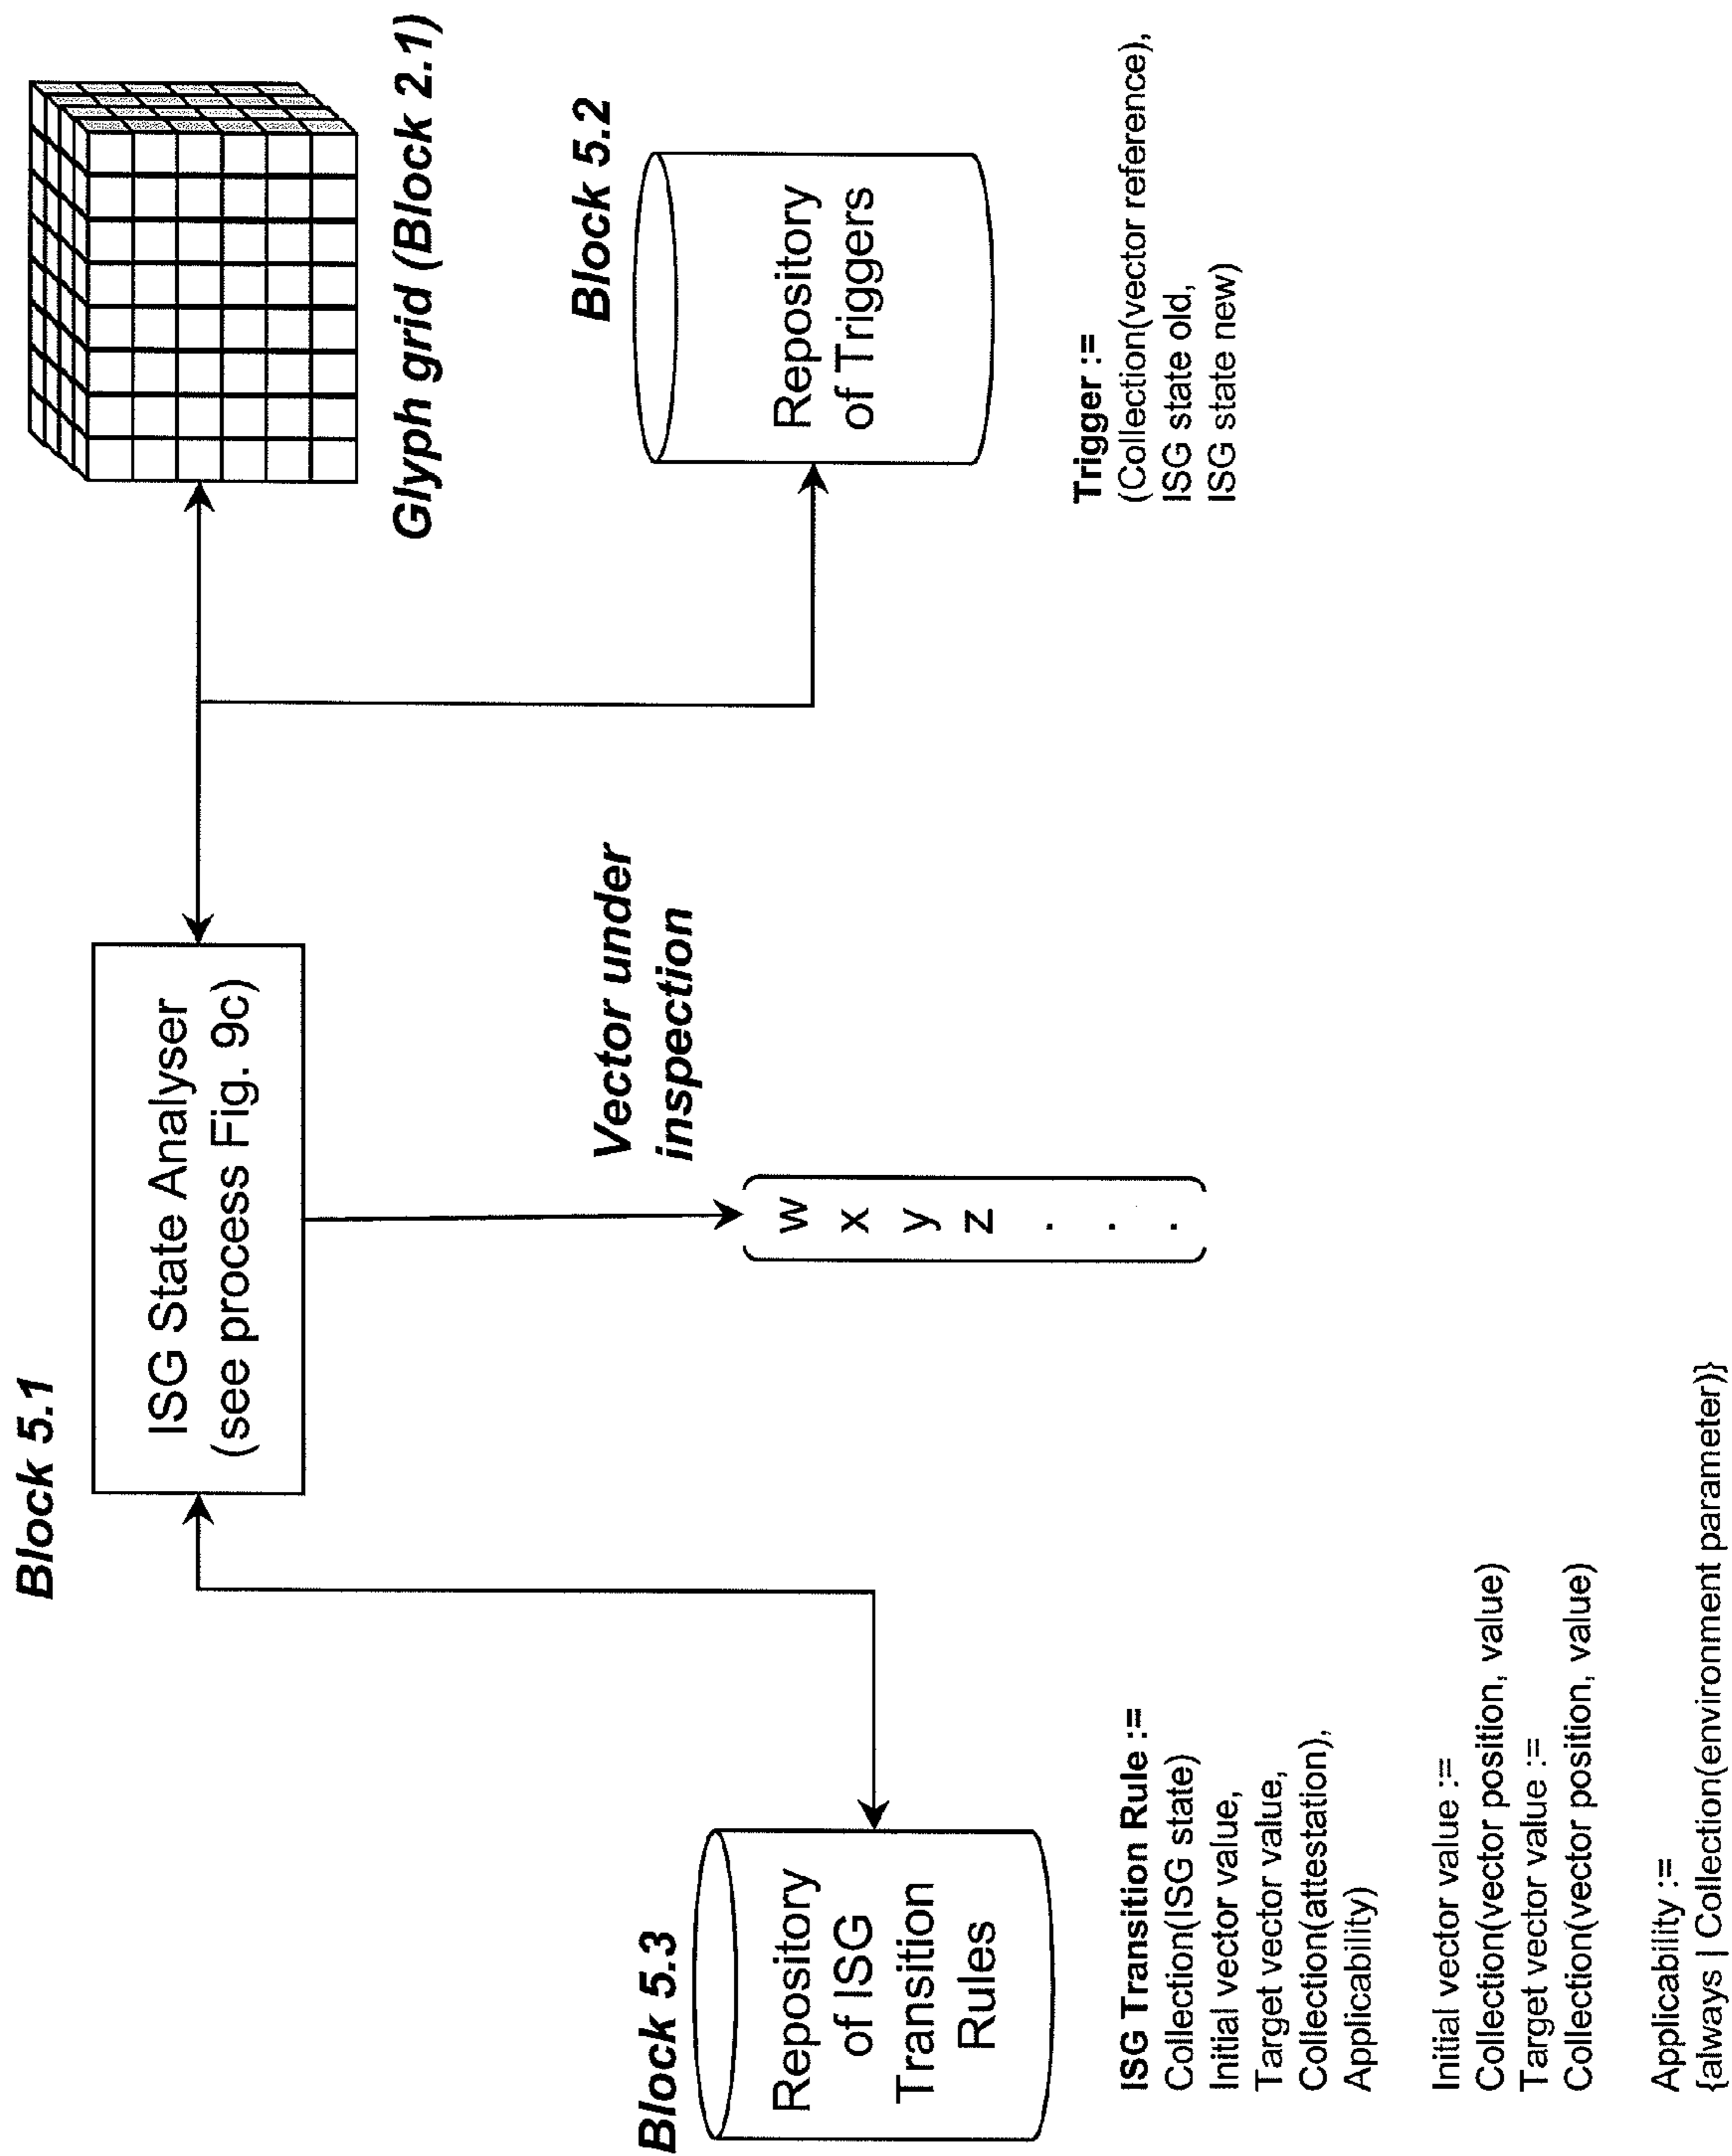 Block 5.1
ISG State Analyser
(see process Fig. 9c)
Glyph grid (Block 2.1)
Block 5.3
Repository
of ISG
Transition
Rules
Vector under
inspection
w
x
y
z
.
.
.
Block 5.2
Repository
of Triggers
ISG Transition Rule :=
Collection(ISG state)
Initial vector value,
Target vector value,
Collection(attestation),
Applicability)
Initial vector value :=
Collection(vector position, value)
Target vector value :=
Collection(vector position, value)
Applicability :=
{always | Collection(environment parameter)}
Trigger :=
(Collection(vector reference),
ISG state old,
ISG state new)